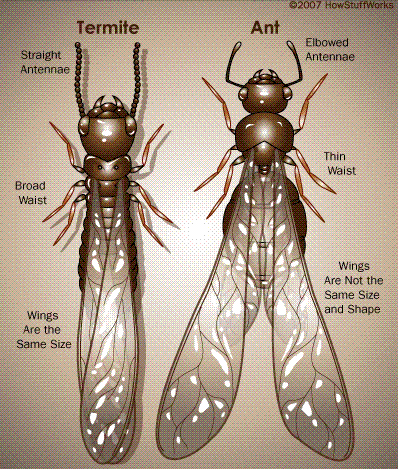 ©2007 HowStuffWorks
Termite
Ant
Straight
Antennae
Elbowed
Antennae
Thin
Waist
Broad
Waist
Wings
Are Not the
Same Size
and Shape
Wings
Are the
Same Size